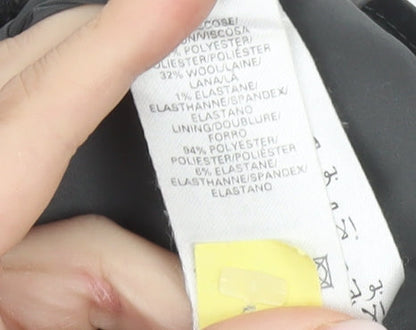 VISCOSE/
VISCOSA
POLYESTER/
POLIESTER/POLIÉSTER
32% WOOL/LAINE/
LANA/LÃ
1% ELASTANE/
ELASTHANNE/SPANDEX/
ELASTANO
LINING/DOUBLURE/
FORRO
94% POLYESTER/
POLIESTER/POLIÉSTER
6% ELASTANE/
ELASTHANNE/SPANDEX/
ELASTANO